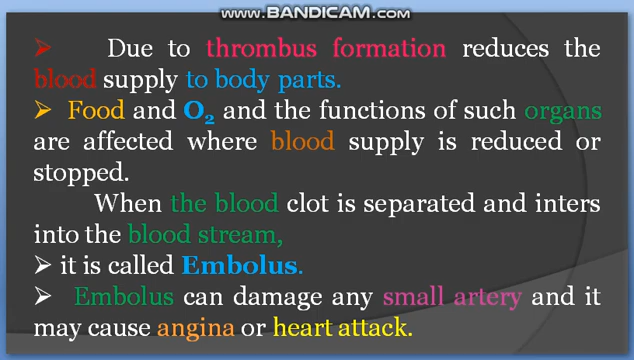 www.BANDICAM.com
➢ Due to thrombus formation reduces the
blood supply to body parts.
➢ Food and O₂ and the functions of such organs
are affected where blood supply is reduced or
stopped.
When the blood clot is separated and inters
into the blood stream,
➢ it is called Embolus.
➢ Embolus can damage any small artery and it
may cause angina or heart attack.